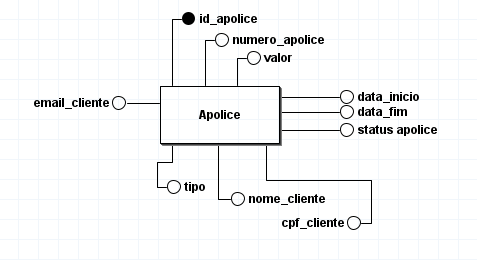 id_apolice
numero_apolice
valor
email_cliente
data_inicio
Apolice
data_fim
status apolice
tipo
nome_cliente
cpf_cliente